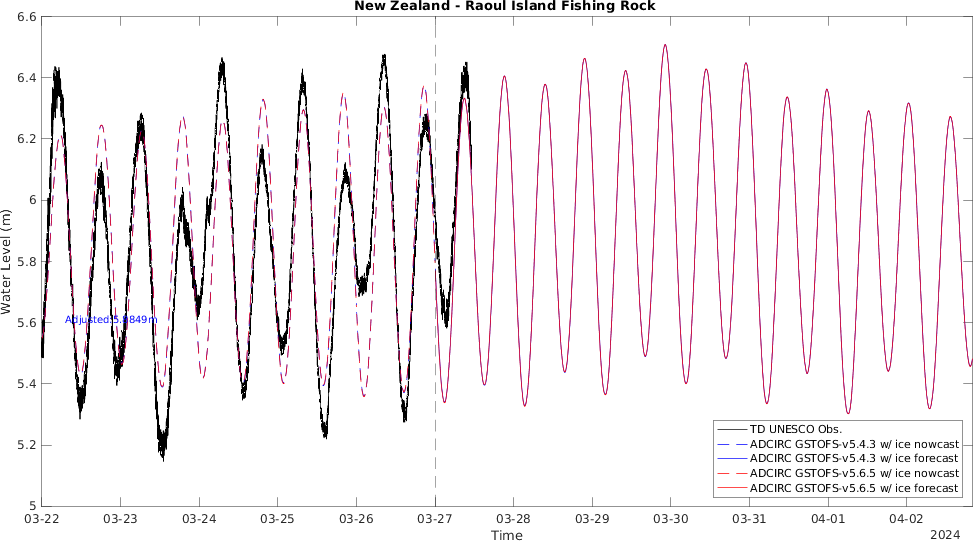 New Zealand - Raoul Island Fishing Rock
Water Level (m)
6.6
6.4
6.2
6
5.8
5.6
5.4
5.2
5
03-22
03-23
03-24
03-25
03-26
03-27
03-28
03-29
03-30
03-31
04-01
04-02
Time
2024
TD UNESCO Obs.
ADCIRC GSTOFS-v5.4.3 w/ ice nowcast
ADCIRC GSTOFS-v5.4.3 w/ ice forecast
ADCIRC GSTOFS-v5.6.5 w/ ice nowcast
ADCIRC GSTOFS-v5.6.5 w/ ice forecast